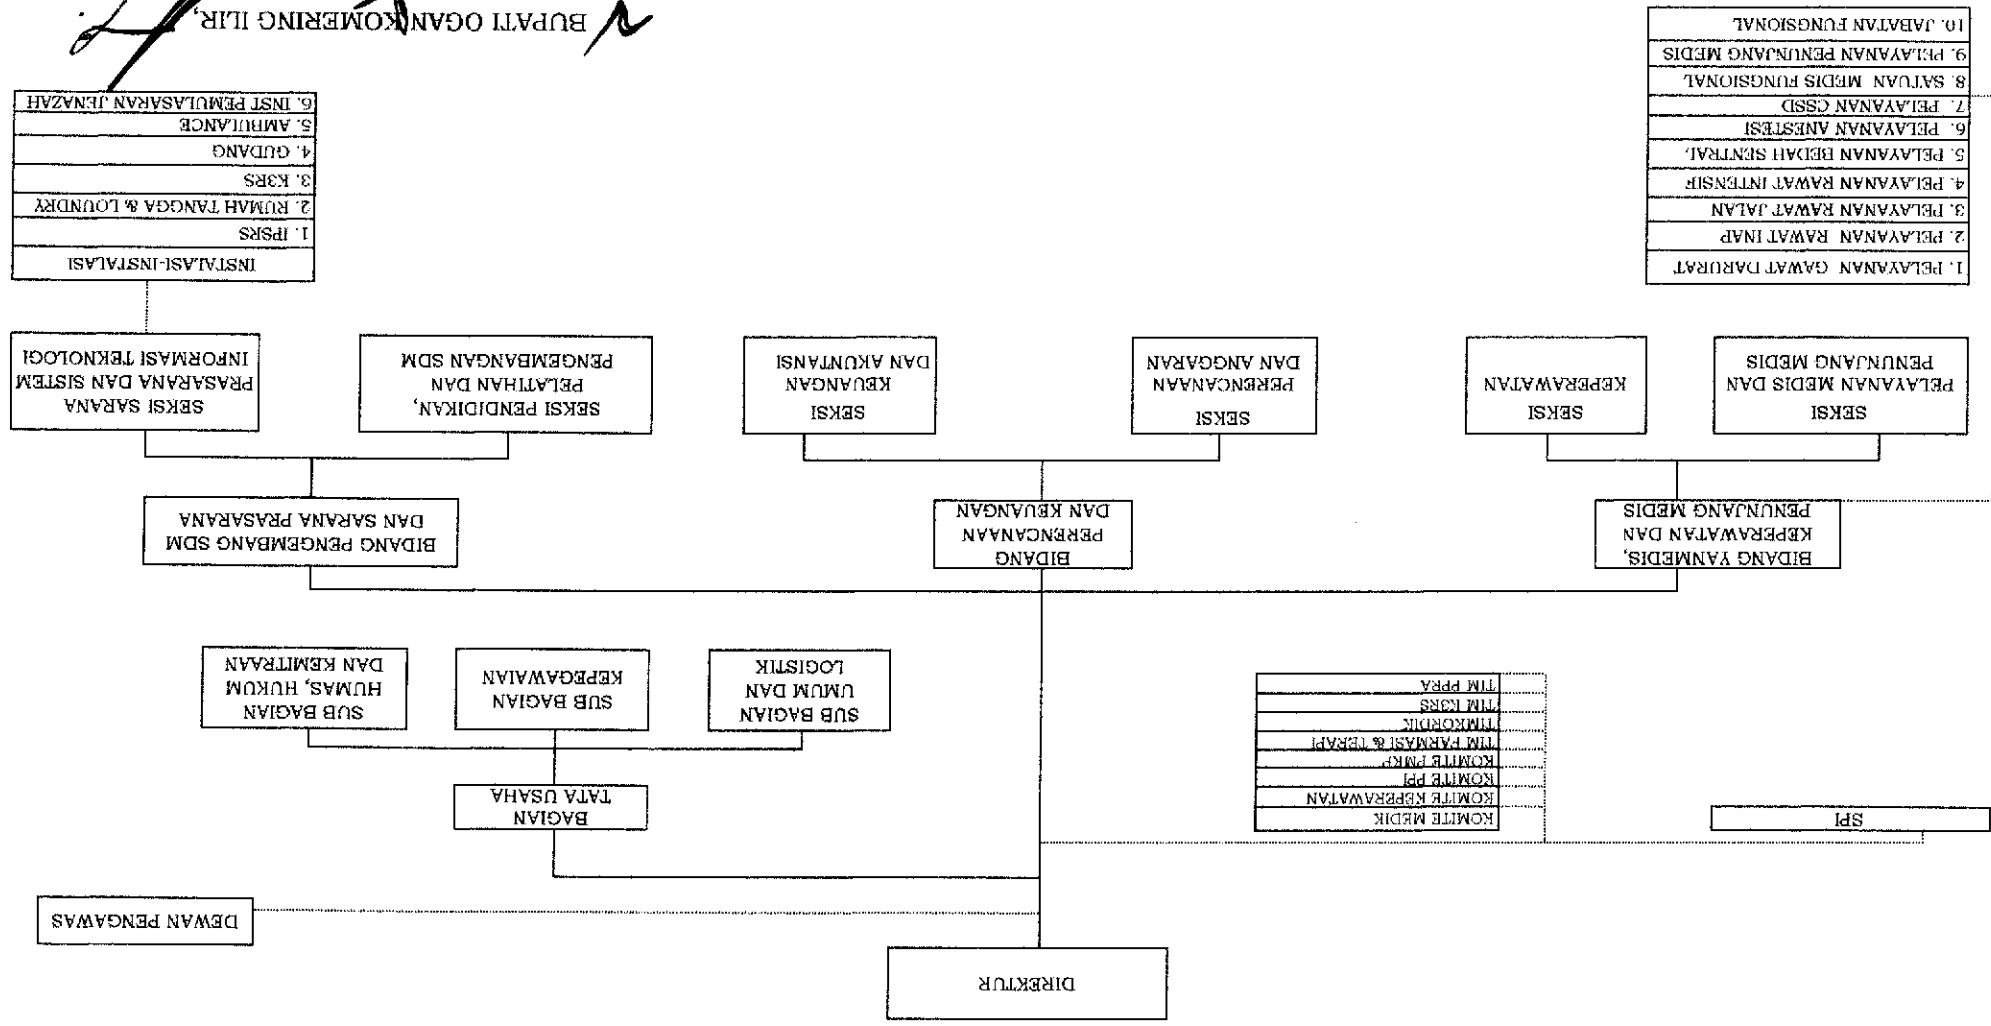 DIREKTUR
DEWAN PENGAWAS
SPI
KOMITE MEDIK
KOMITE KEPERAWATAN
KOMITE PPI
KOMITE PMKP
TIM FARMASI & TERAPI
TIMKORDIK
TIM K3RS
TIM PPRA
BAGIAN
TATA USAHA
SUB BAGIAN
UMUM DAN
LOGISTIK
SUB BAGIAN
KEPEGAWAIAN
SUB BAGIAN
HUMAS, HUKUM
DAN KEMITRAAN
BIDANG YANMEDIS,
KEPERAWATAN DAN
PENUNJANG MEDIS
BIDANG
PERENCANAAN
DAN KEUANGAN
BIDANG PENGEMBANG SDM
DAN SARANA PRASARANA
SEKSI
PELAYANAN MEDIS DAN
PENUNJANG MEDIS
SEKSI
KEPERAWATAN
SEKSI
PERENCANAAN
DAN ANGGARAN
SEKSI
KEUANGAN
DAN AKUNTANSI
SEKSI PENDIDIKAN,
PELATIHAN DAN
PENGEMBANGAN SDM
SEKSI SARANA
PRASARANA DAN SISTEM
INFORMASI TEKNOLOGI
1. PELAYANAN GAWAT DARURAT
2. PELAYANAN RAWAT INAP
3. PELAYANAN RAWAT JALAN
4. PELAYANAN RAWAT INTENSIF
5. PELAYANAN BEDAH SENTRAL
6. PELAYANAN ANESTESI
7. PELAYANAN CSSD
8. SATUAN MEDIS FUNGSIONAL
9. PELAYANAN PENUNJANG MEDIS
10. JABATAN FUNGSIONAL
INSTALASI-INSTALASI
1. IPSRS
2. RUMAH TANGGA & LOUNDRY
3. K3RS
4. GUDANG
5. AMBULANCE
6. INST PEMULASARAN JENAZAH
BUPATI OGAN KOMERING ILIR,